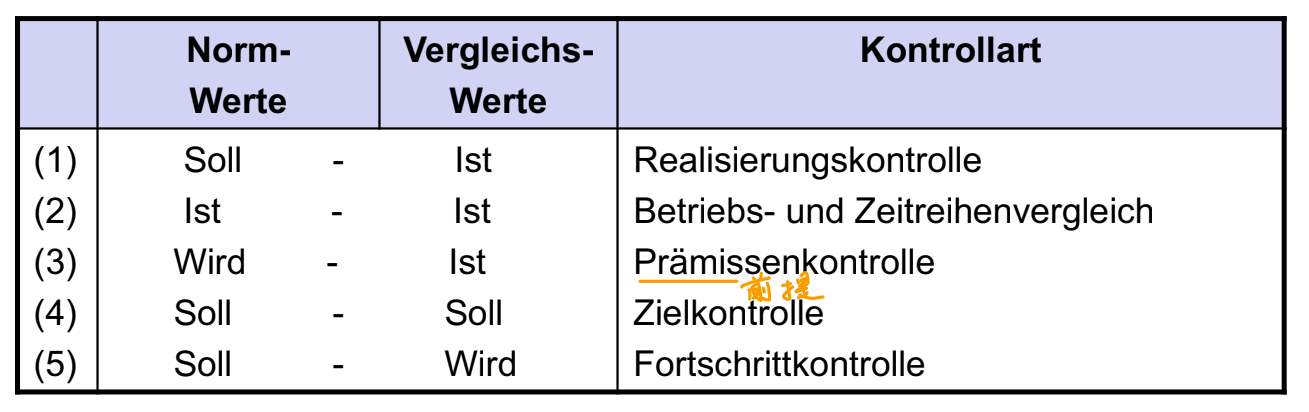 Norm-Werte Vergleichs-Werte Kontrollart
(1) Soll - Ist Realisierungskontrolle
(2) Ist - Ist Betriebs- und Zeitreihenvergleich
(3) Wird - Ist Prämissenkontrolle
前提
(4) Soll - Soll Zielkontrolle
(5) Soll - Wird Fortschrittkontrolle